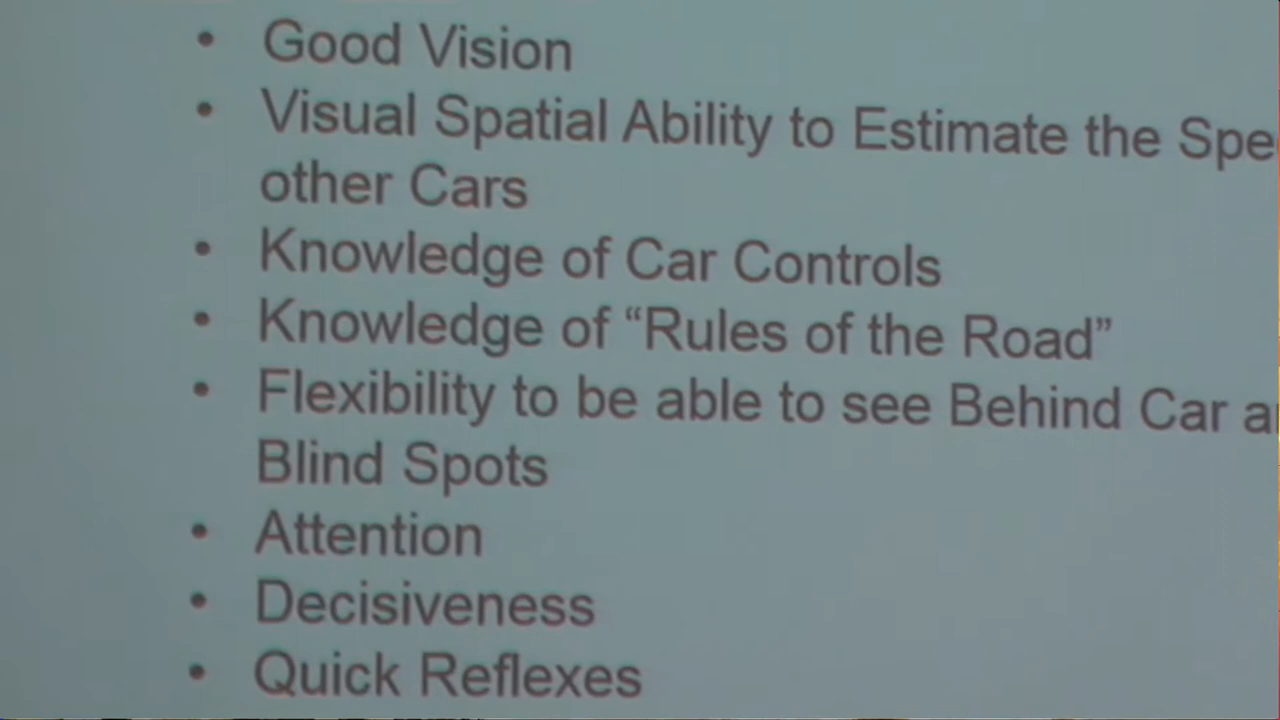 • Good Vision
• Visual Spatial Ability to Estimate the
other Cars
• Knowledge of Car Controls
• Knowledge of “Rules of the Road”
• Flexibility to be able to see Behind Car
Blind Spots
• Attention
• Decisiveness
• Quick Reflexes